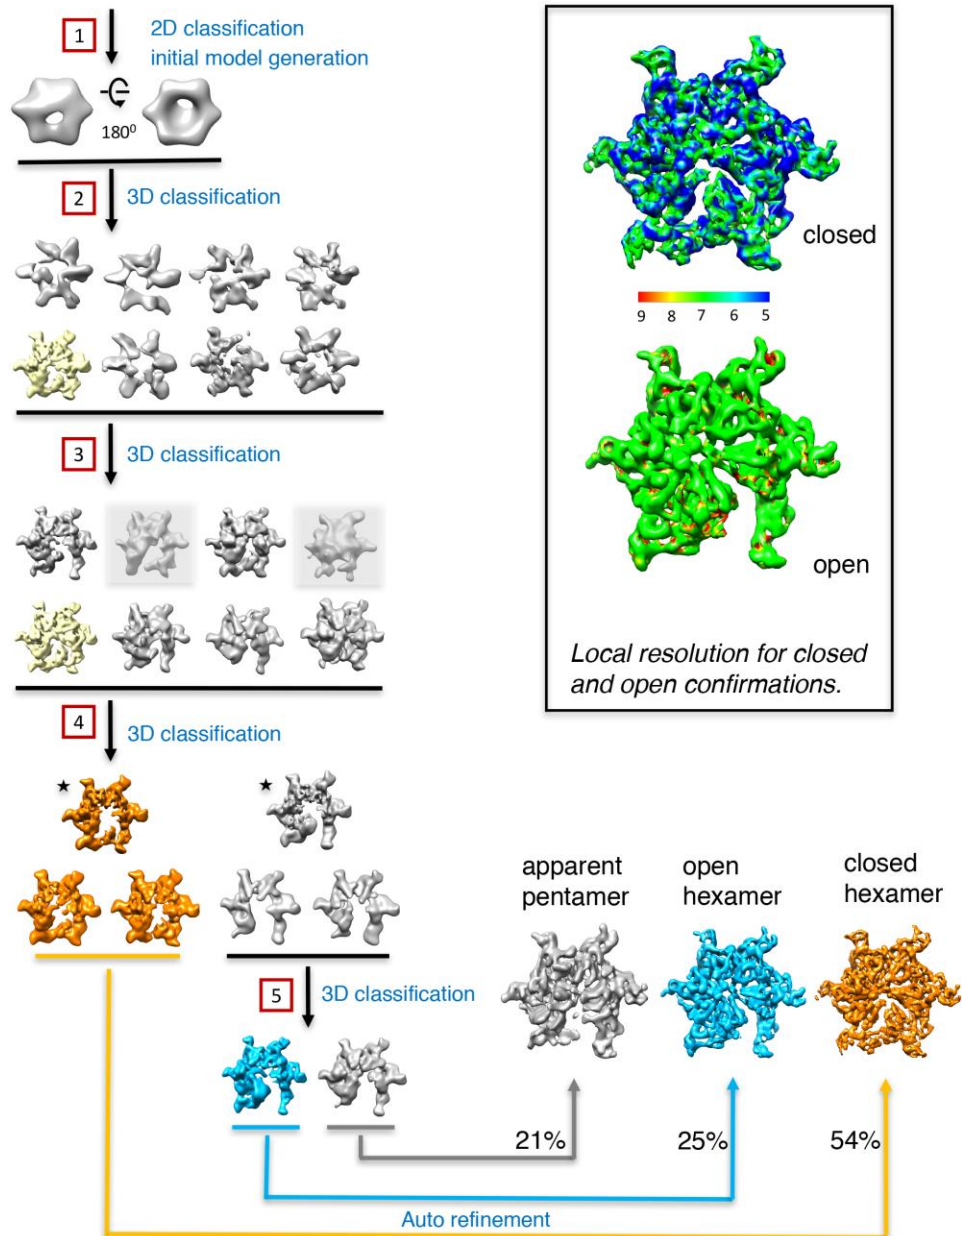 1
2D classification
initial model generation
180⁰
2
3D classification
3
3D classification
4
3D classification
★
★
5
3D classification
closed
9 8 7 6 5
open
Local resolution for closed
and open confirmations.
apparent
pentamer
open
hexamer
closed
hexamer
21%
25%
54%
Auto refinement